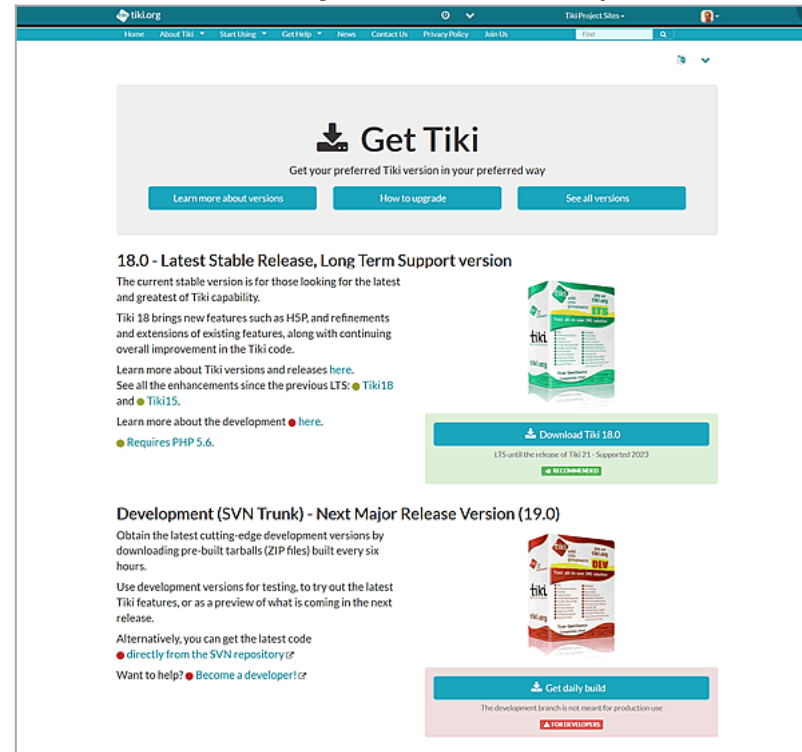 tiki.org
Tiki Project Sites
Home About Tiki Start Using Get Help News Contact Us Privacy Policy Join Us Find
Get Tiki
Get your preferred Tiki version in your preferred way
Learn more about versions How to upgrade See all versions
18.0 - Latest Stable Release, Long Term Support version
The current stable version is for those looking for the latest
and greatest of Tiki capability.
Tiki 18 brings new features such as H5P, and refinements
and extensions of existing features, along with continuing
overall improvement in the Tiki code.
Learn more about Tiki versions and releases here.
See all the enhancements since the previous LTS: Tiki18
and Tiki15.
Learn more about the development here.
Requires PHP 5.6.
LTS
tiki
tiki.org
Download Tiki 18.0
LTS until the release of Tiki 21 - Supported 2023
RECOMMENDED
Development (SVN Trunk) - Next Major Release Version (19.0)
Obtain the latest cutting-edge development versions by
downloading pre-built tarballs (ZIP files) built every six
hours.
Use development versions for testing, to try out the latest
Tiki features, or as a preview of what is coming in the next
release.
Alternatively, you can get the latest code
directly from the SVN repository
Want to help? Become a developer!
DEV
tiki
tiki.org
Get daily build
The development branch is not meant for production use
FOR DEVELOPERS